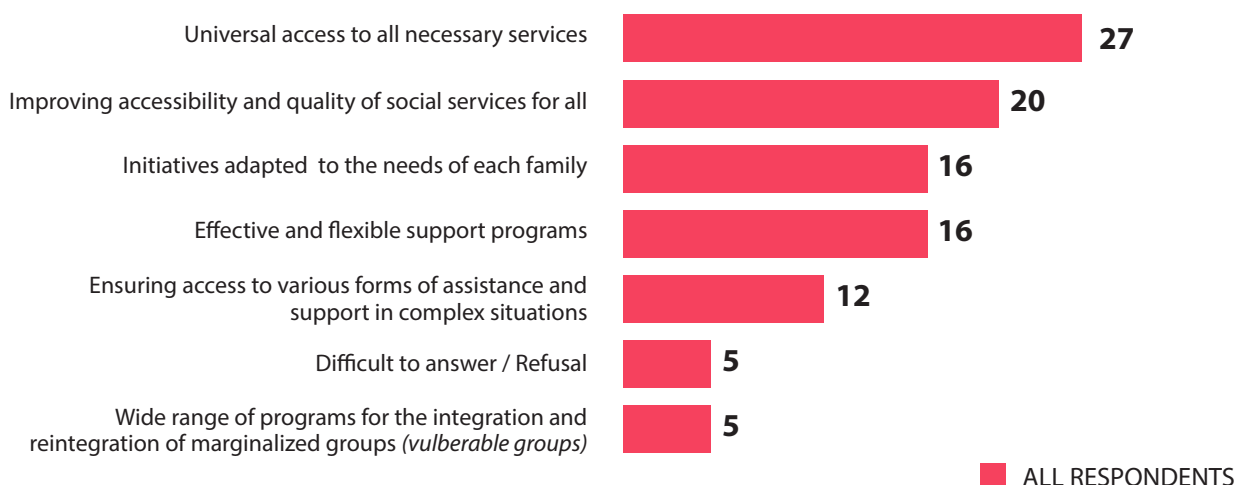 Universal access to all necessary services 27
Improving accessibility and quality of social services for all 20
Initiatives adapted  to the needs of each family 16
Effective and flexible support programs 16
Ensuring access to various forms of assistance and
support in complex situations 12
Difficult to answer / Refusal 5
Wide range of programs for the integration and
reintegration of marginalized groups (vulberable groups) 5
ALL RESPONDENTS